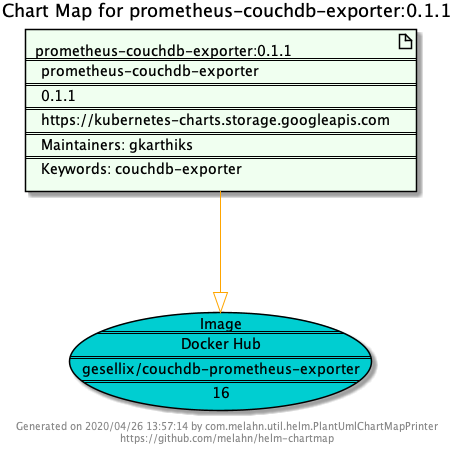 Chart Map for prometheus-couchdb-exporter:0.1.1
prometheus-couchdb-exporter:0.1.1
prometheus-couchdb-exporter
0.1.1
https://kubernetes-charts.storage.googleapis.com
Maintainers: gkarthiks
Keywords: couchdb-exporter
Image
Docker Hub
gesellix/couchdb-prometheus-exporter
16
Generated on 2020/04/26 13:57:14 by com.melahn.util.helm.PlantUmlChartMapPrinter
https://github.com/melahn/helm-chartmap